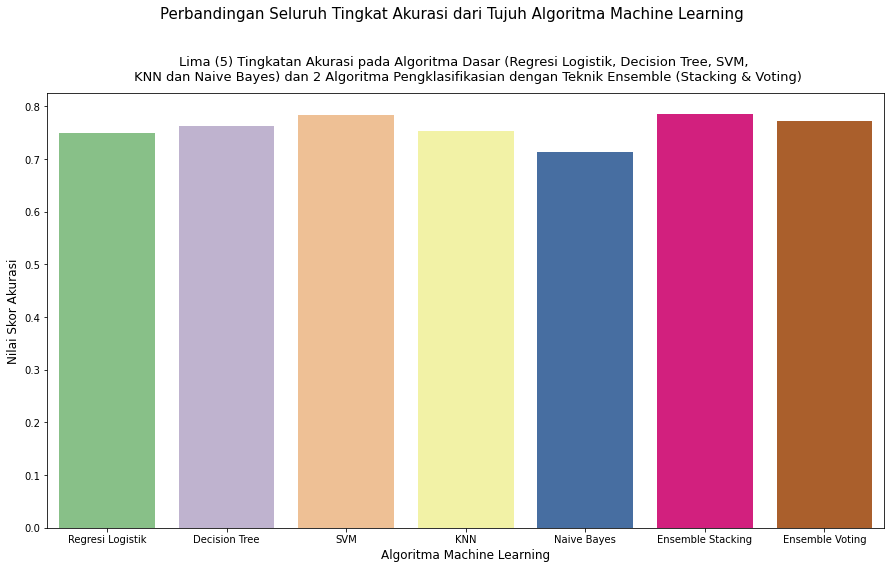 Perbandingan Seluruh Tingkat Akurasi dari Tujuh Algoritma Machine Learning
Lima (5) Tingkatan Akurasi pada Algoritma Dasar (Regresi Logistik, Decision Tree, SVM,
KNN dan Naive Bayes) dan 2 Algoritma Pengklasifikasian dengan Teknik Ensemble (Stacking & Voting)
Nilai Skor Akurasi
0.8
0.7
0.6
0.5
0.4
0.3
0.2
0.1
0.0
Regresi Logistik
Decision Tree
SVM
KNN
Naive Bayes
Ensemble Stacking
Ensemble Voting
Algoritma Machine Learning